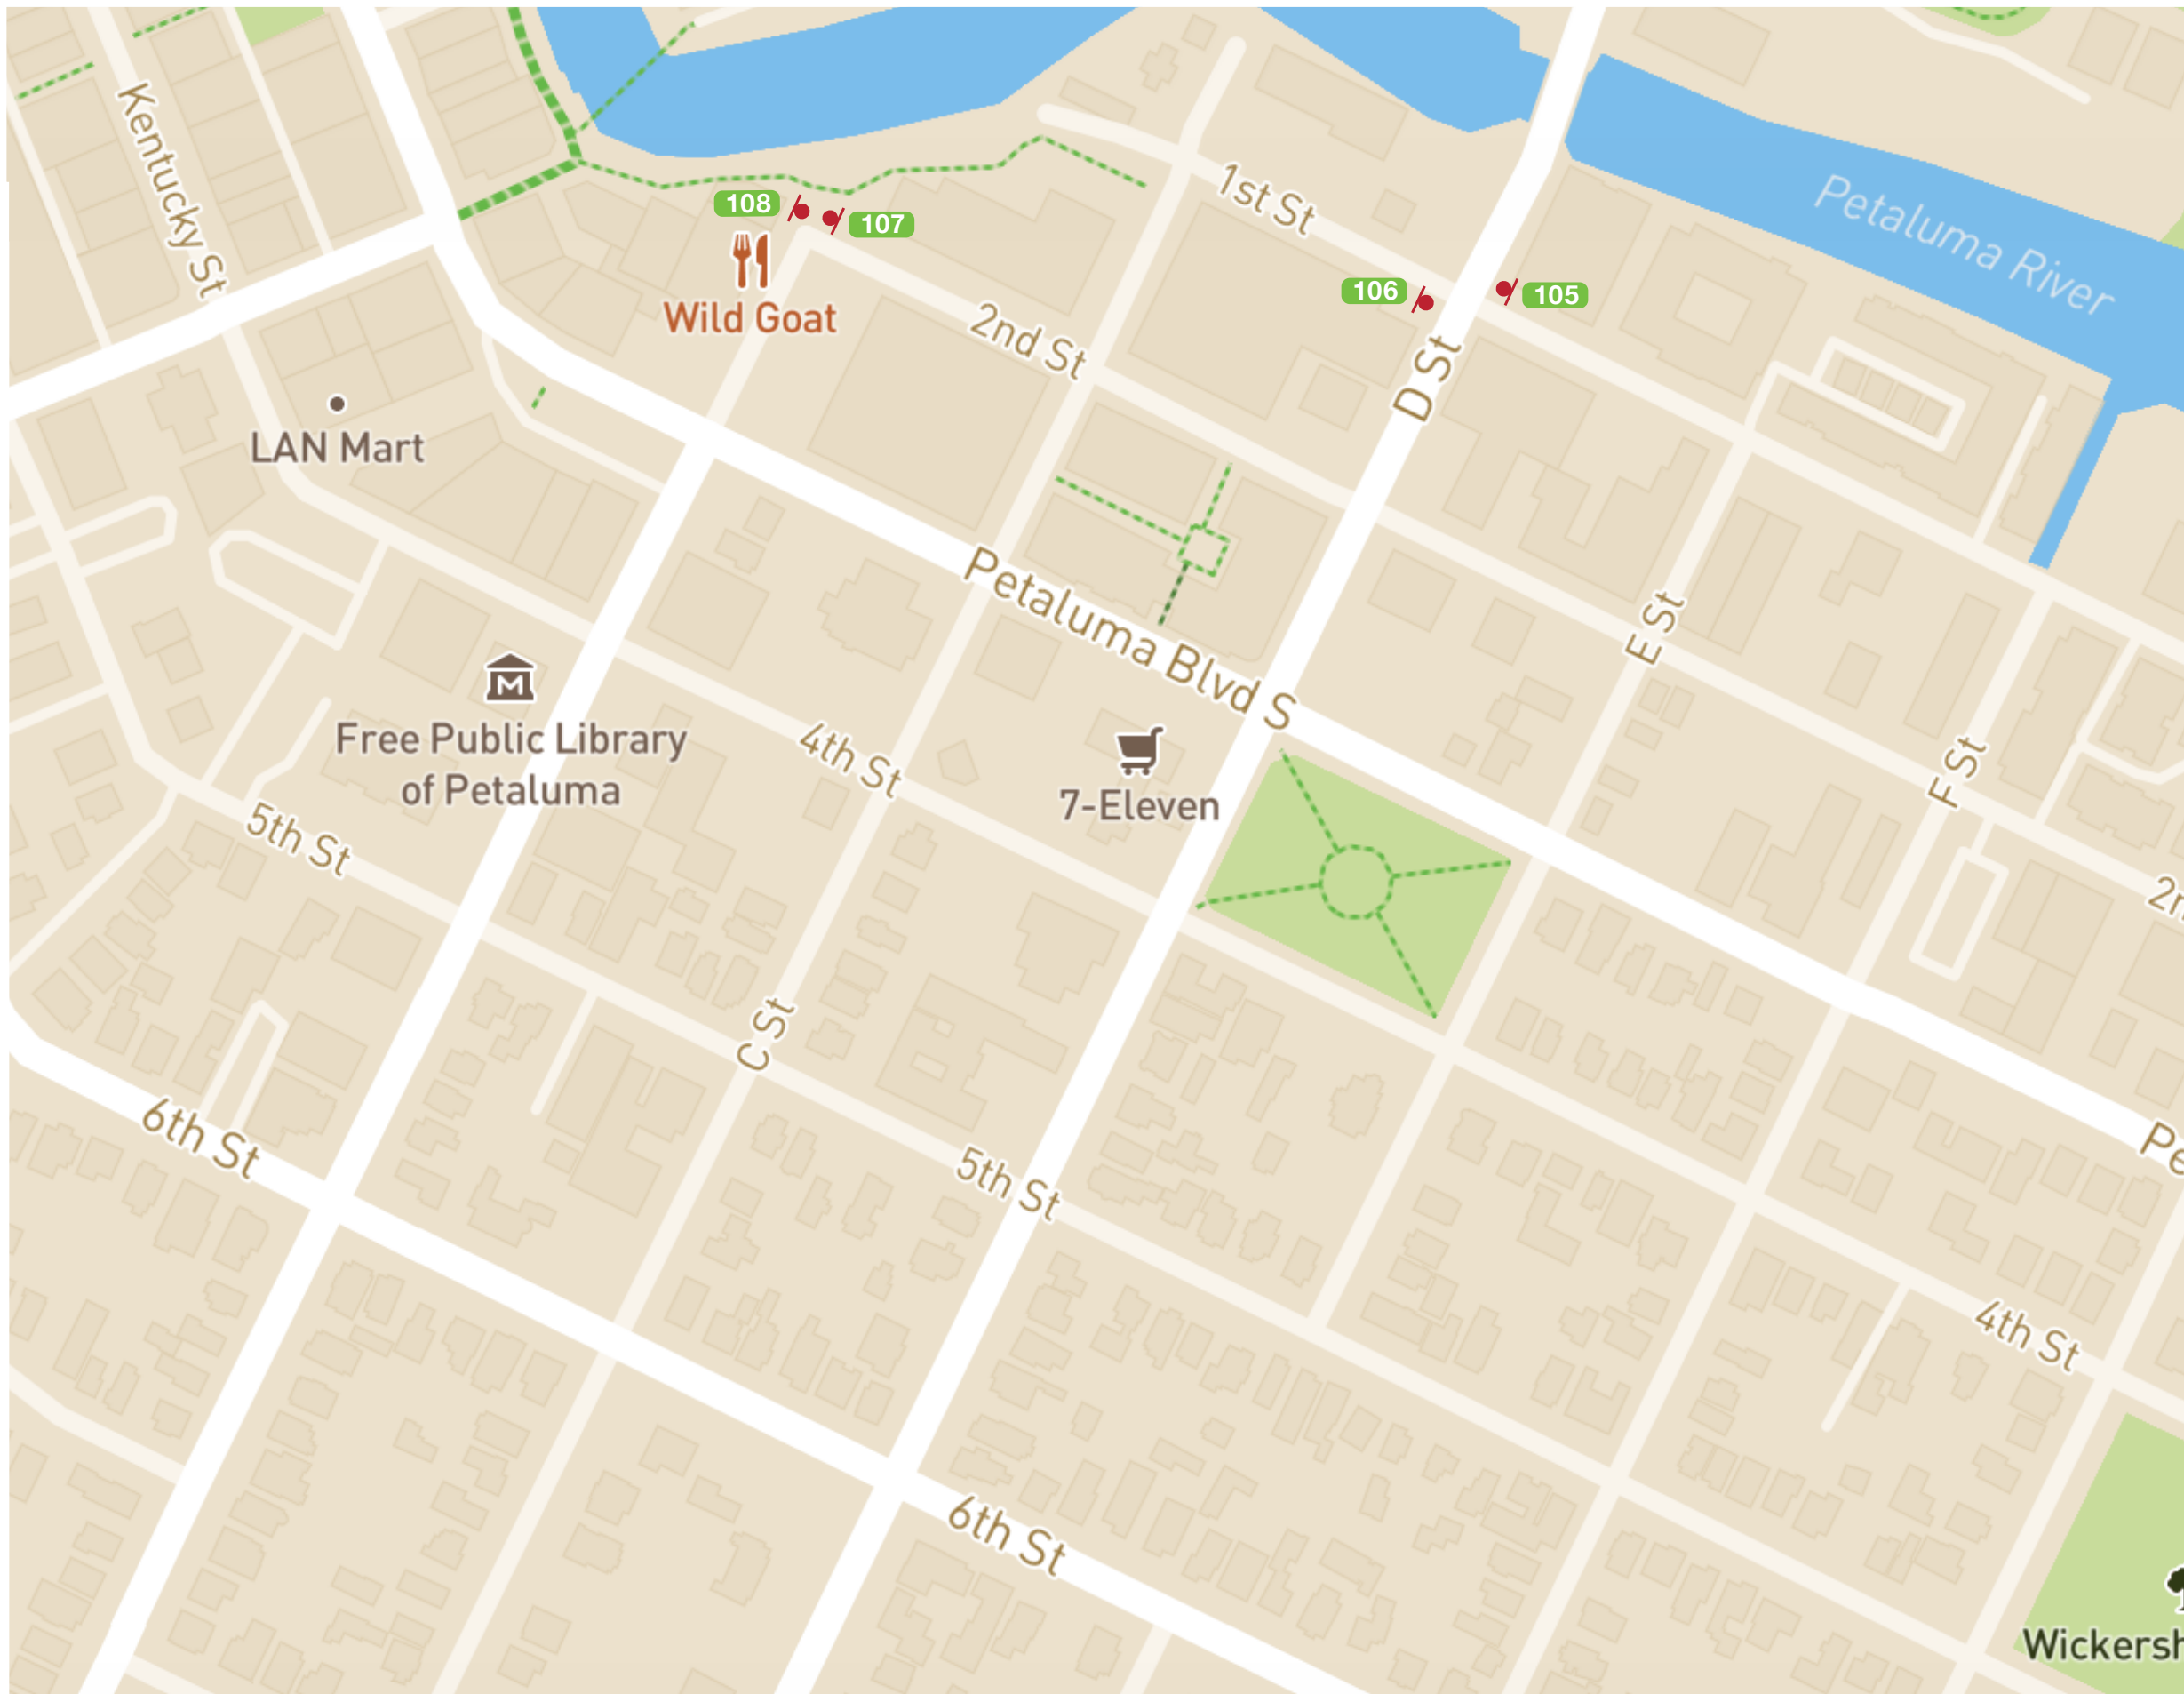 Kentucky St
Petaluma River
1st St
108
107
106
105
Wild Goat
2nd St
D St
LAN Mart
Petaluma Blvd S
E St
Free Public Library
of Petaluma
4th St
7-Eleven
F St
5th St
2n
C St
6th St
5th St
Pe
4th St
6th St
Wickersh